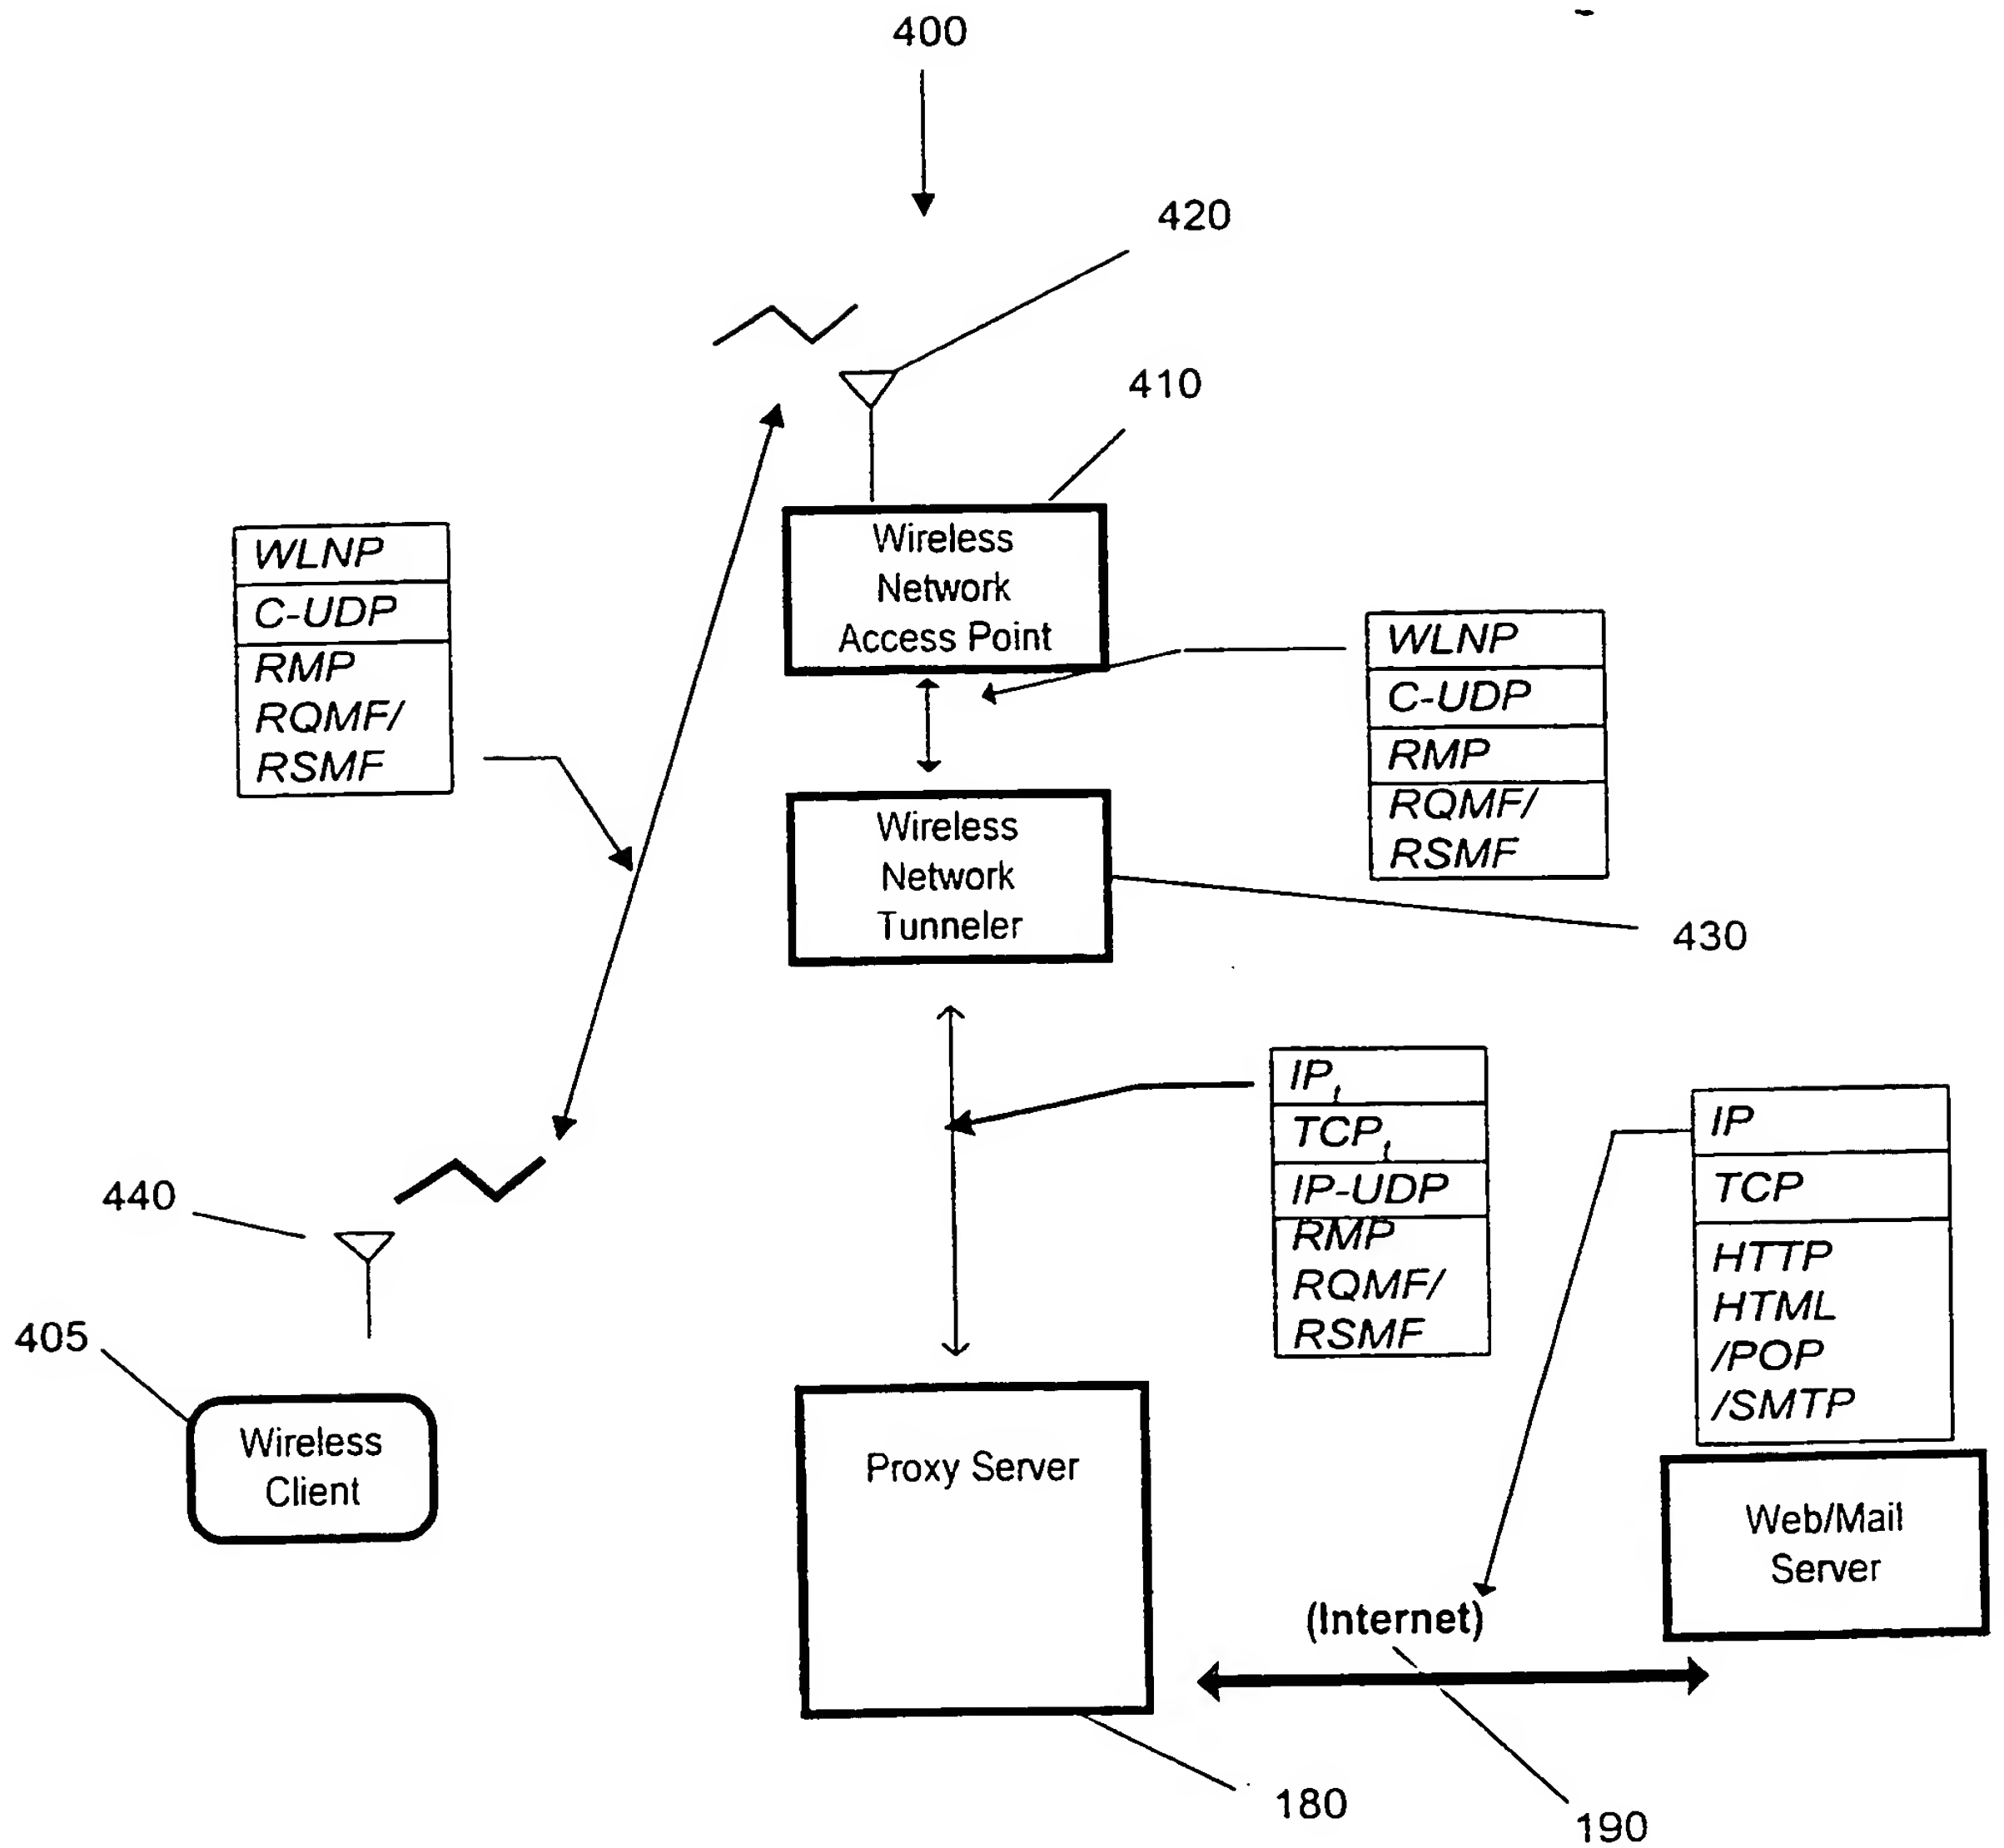 400
420
410
Wireless
Network
Access Point
WLNP
C-UDP
RMP
RQMF/
RSMF
WLNP
C-UDP
RMP
RQMF/
RSMF
Wireless
Network
Tunneler
430
IPt
TCPt
IP-UDP
RMP
RQMF/
RSMF
IP
TCP
HTTP
HTML
/POP
/SMTP
440
405
Wireless
Client
Proxy Server
Web/Mail
Server
(Internet)
180
190